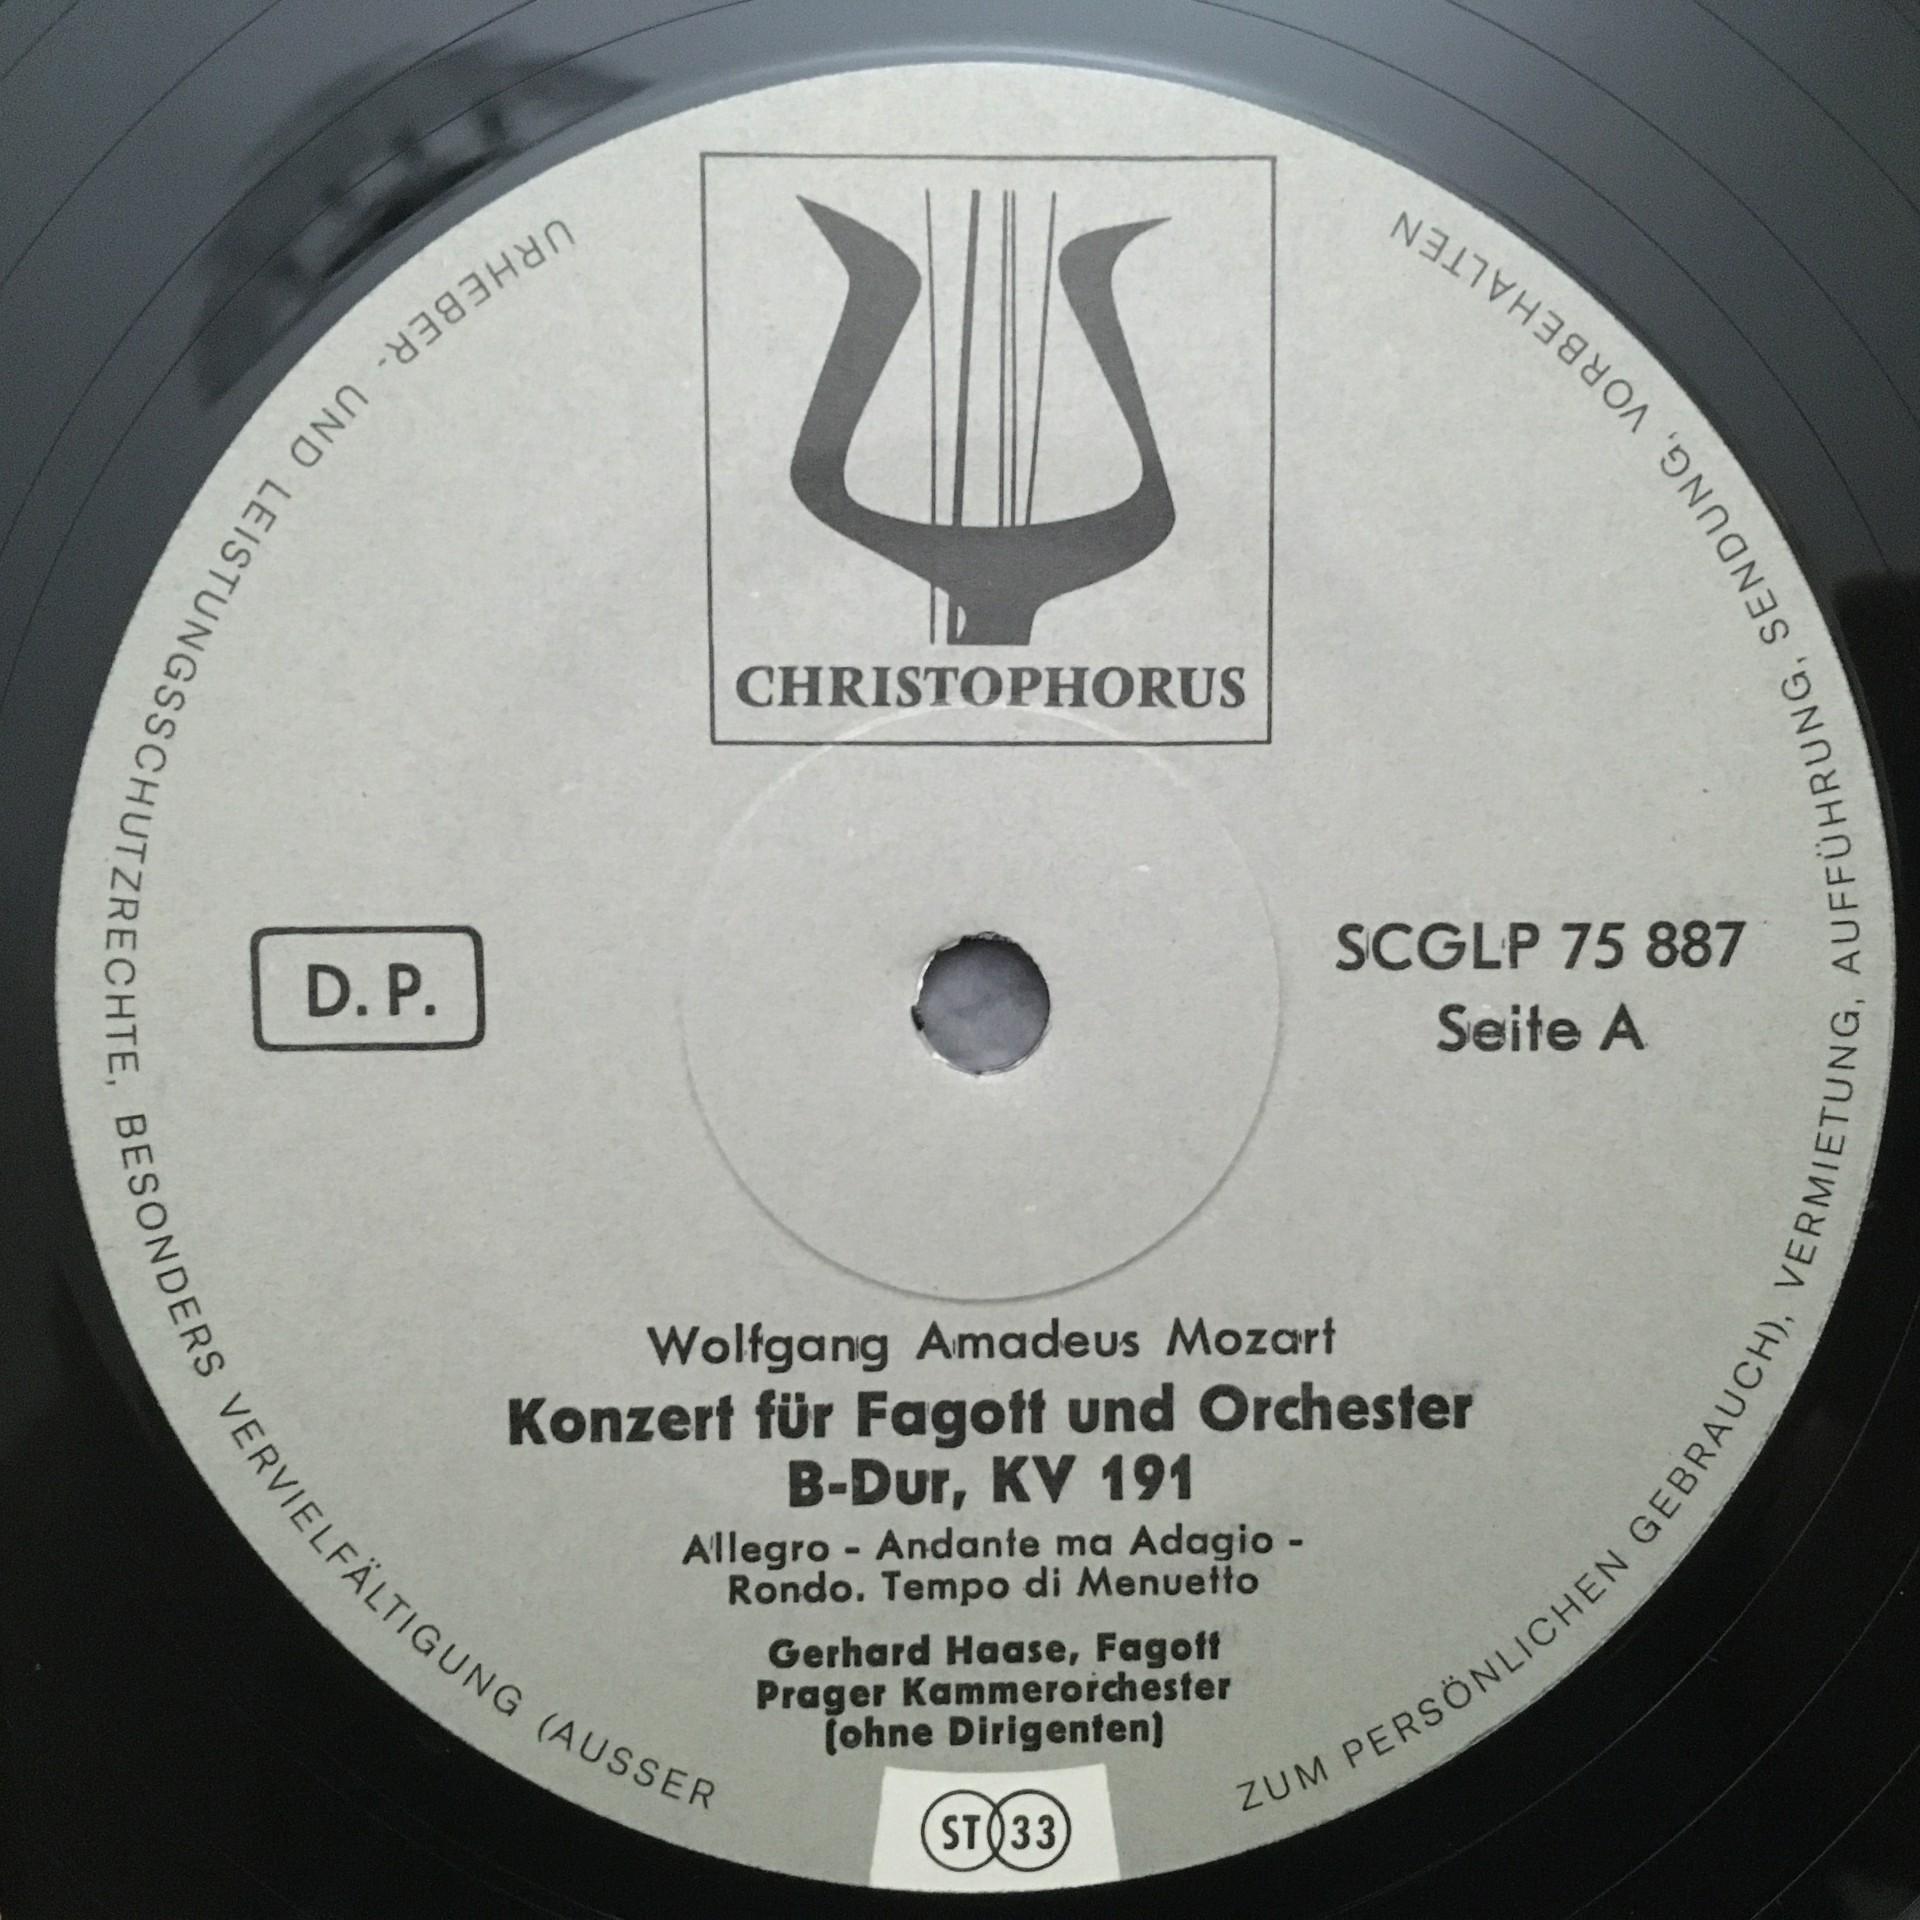 CHRISTOPHORUS
D. P.
SCGLP 75 887
Seite A
Wolfgang Amadeus Mozart
Konzert für Fagott und Orchester
B-Dur, KV 191
Allegro - Andante ma Adagio -
Rondo. Tempo di Menuetto
Gerhard Haase, Fagott
Prager Kammerorchester
(ohne Dirigenten)
ST 33
URHEBER- UND LEISTUNGSSCHUTZRECHTE, BESONDERS VERVIELFÄLTIGUNG (AUSSER ZUM PERSÖNLICHEN GEBRAUCH), VERMIETUNG, AUFFÜHRUNG, SENDUNG, VORBEHALTEN